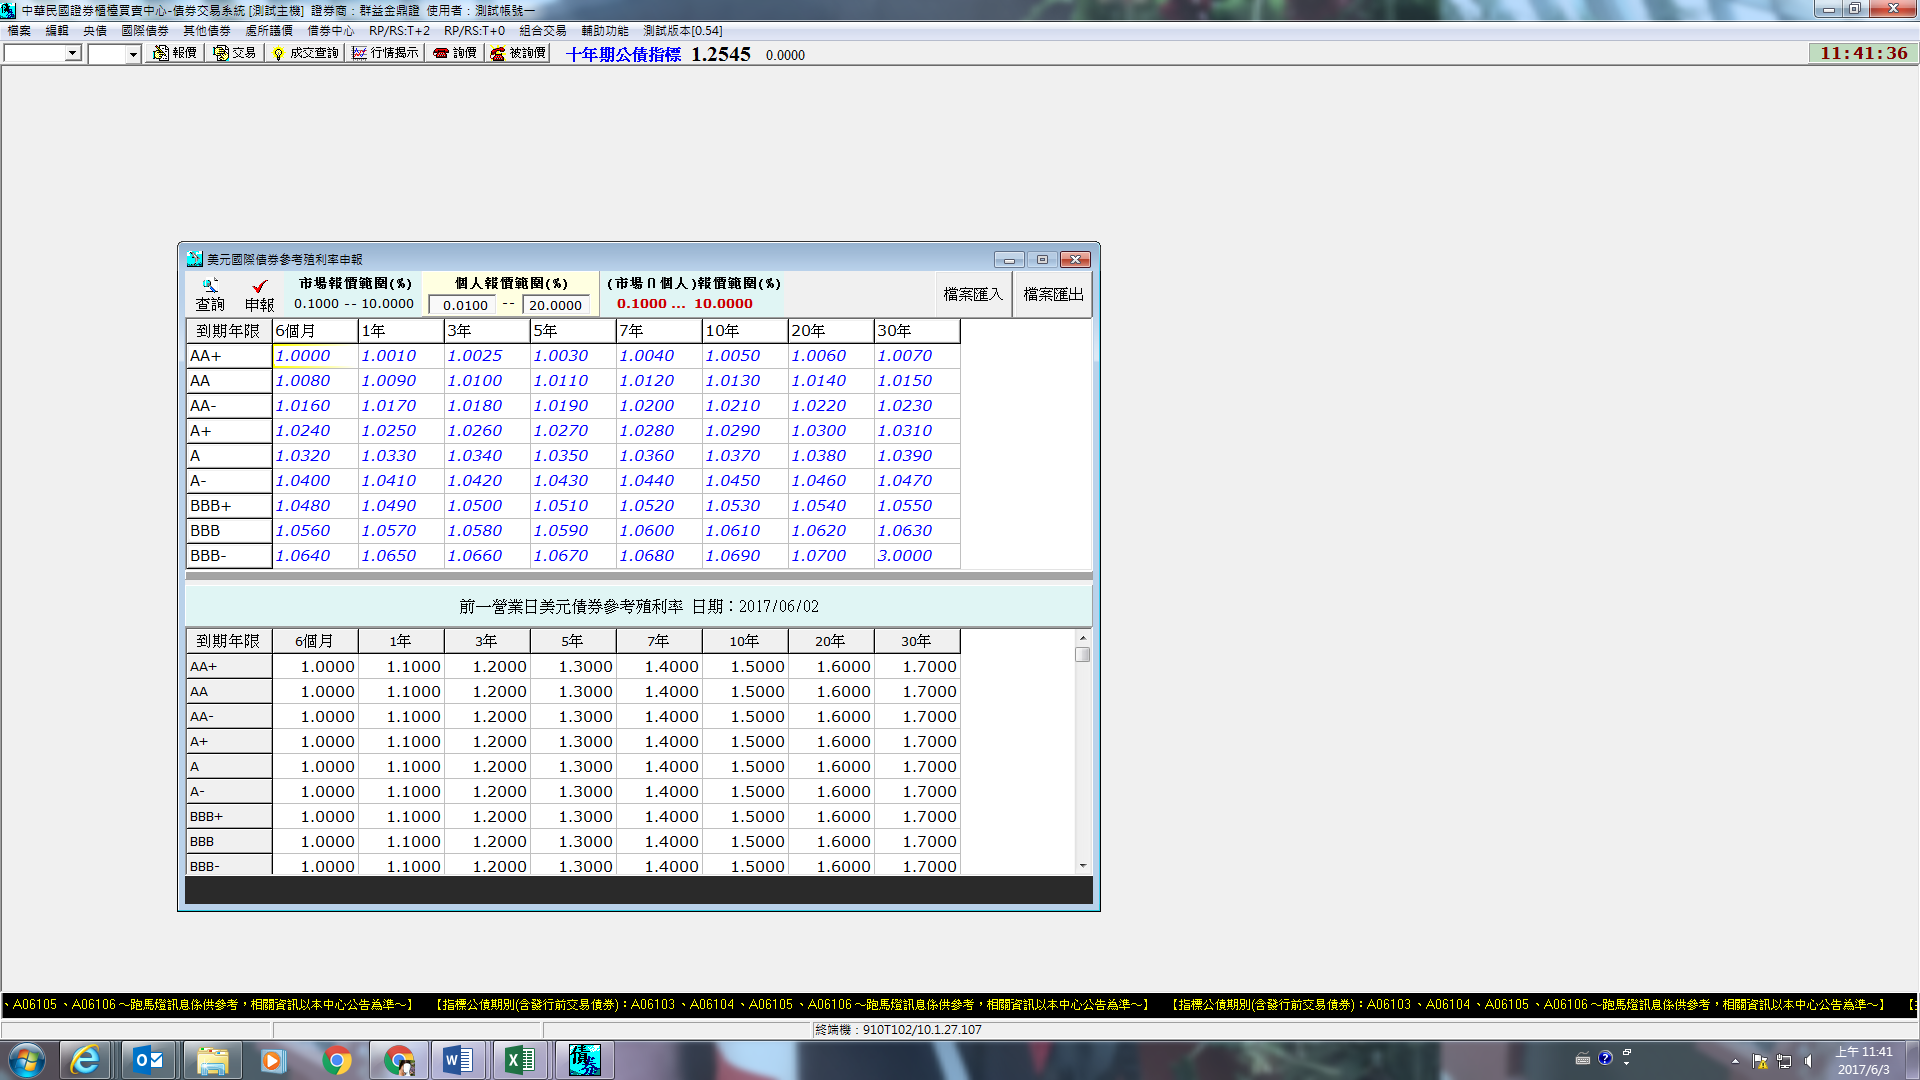 中華民國證券櫃檯買賣中心-債券交易系統 [測試主機] 證券商：群益金鼎證 使用者：測試帳號一
檔案 編輯 央債 國際債券 其他債券 處所議價 借券中心 RP/RS:T+2 RP/RS:T+0 組合交易 輔助功能 測試版本[0.54]
報價 交易 成交查詢 行情揭示 詢價 被詢價 十年期公債指標 1.2545 0.0000 11:41:36
美元國際債券參考殖利率申報
查詢 申報 市場報價範圍(%) 個人報價範圍(%) (市場∩個人)報價範圍(%) 檔案匯入 檔案匯出
0.1000 -- 10.0000 0.0100 -- 20.0000 0.1000 ... 10.0000
到期年限 6個月 1年 3年 5年 7年 10年 20年 30年
AA+ 1.0000 1.0010 1.0025 1.0030 1.0040 1.0050 1.0060 1.0070
AA 1.0080 1.0090 1.0100 1.0110 1.0120 1.0130 1.0140 1.0150
AA- 1.0160 1.0170 1.0180 1.0190 1.0200 1.0210 1.0220 1.0230
A+ 1.0240 1.0250 1.0260 1.0270 1.0280 1.0290 1.0300 1.0310
A 1.0320 1.0330 1.0340 1.0350 1.0360 1.0370 1.0380 1.0390
A- 1.0400 1.0410 1.0420 1.0430 1.0440 1.0450 1.0460 1.0470
BBB+ 1.0480 1.0490 1.0500 1.0510 1.0520 1.0530 1.0540 1.0550
BBB 1.0560 1.0570 1.0580 1.0590 1.0600 1.0610 1.0620 1.0630
BBB- 1.0640 1.0650 1.0660 1.0670 1.0680 1.0690 1.0700 3.0000
前一營業日美元債券參考殖利率 日期：2017/06/02
到期年限 6個月 1年 3年 5年 7年 10年 20年 30年
AA+ 1.0000 1.1000 1.2000 1.3000 1.4000 1.5000 1.6000 1.7000
AA 1.0000 1.1000 1.2000 1.3000 1.4000 1.5000 1.6000 1.7000
AA- 1.0000 1.1000 1.2000 1.3000 1.4000 1.5000 1.6000 1.7000
A+ 1.0000 1.1000 1.2000 1.3000 1.4000 1.5000 1.6000 1.7000
A 1.0000 1.1000 1.2000 1.3000 1.4000 1.5000 1.6000 1.7000
A- 1.0000 1.1000 1.2000 1.3000 1.4000 1.5000 1.6000 1.7000
BBB+ 1.0000 1.1000 1.2000 1.3000 1.4000 1.5000 1.6000 1.7000
BBB 1.0000 1.1000 1.2000 1.3000 1.4000 1.5000 1.6000 1.7000
BBB- 1.0000 1.1000 1.2000 1.3000 1.4000 1.5000 1.6000 1.7000
、A06105、A06106～跑馬燈訊息係供參考，相關資訊以本中心公告為準～】 【指標公債期別(含發行前交易債券)：A06103、A06104、A06105、A06106～跑馬燈訊息係供參考，相關資訊以本中心公告為準～】 【指標公債期別(含發行前交易債券)：A06103、A06104、A06105、A06106～跑馬燈訊息係供參考，相關資訊以本中心公告為準～】 【
終端機：910T102/10.1.27.107
債券
上午 11:41
2017/6/3